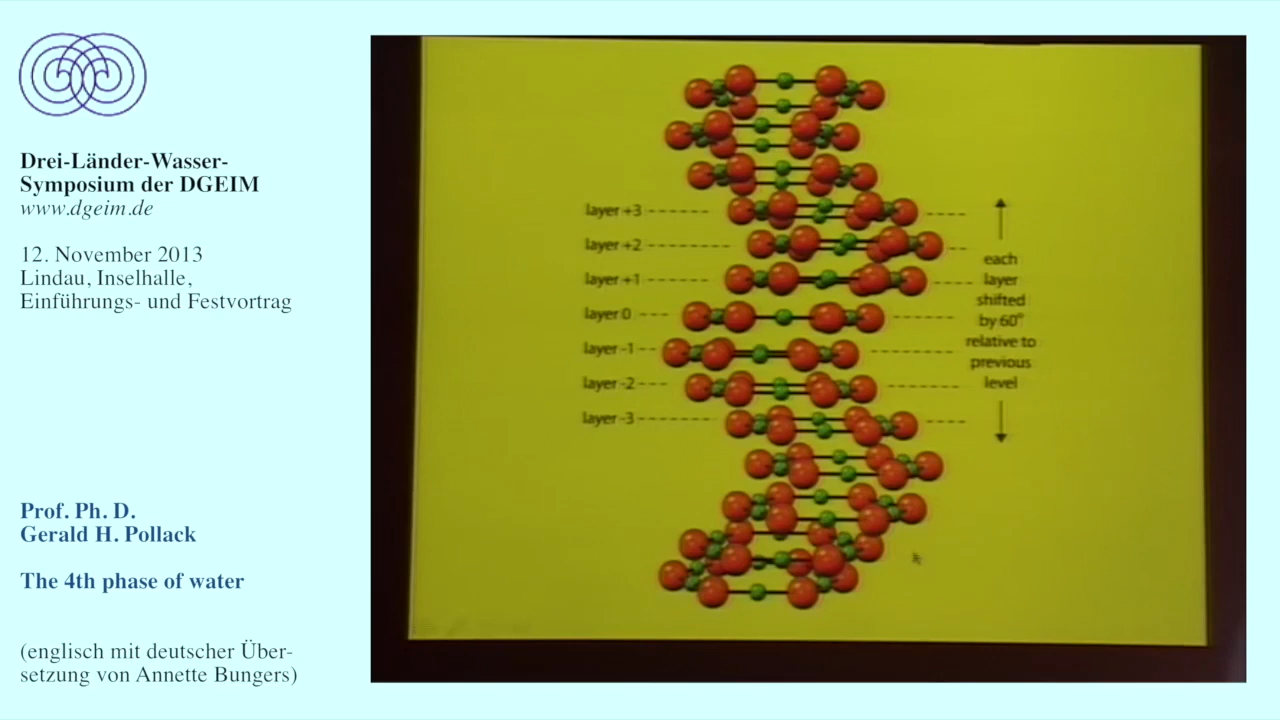 Drei-Länder-Wasser-
Symposium der DGEIM
www.dgeim.de
12. November 2013
Lindau, Inselhalle,
Einführungs- und Festvortrag
Prof. Ph. D.
Gerald H. Pollack
The 4th phase of water
(englisch mit deutscher Über-
setzung von Annette Bungers)
layer +3
layer +2
layer +1
layer 0
layer -1
layer -2
layer -3
each
layer
shifted
by 60°
relative to
previous
level